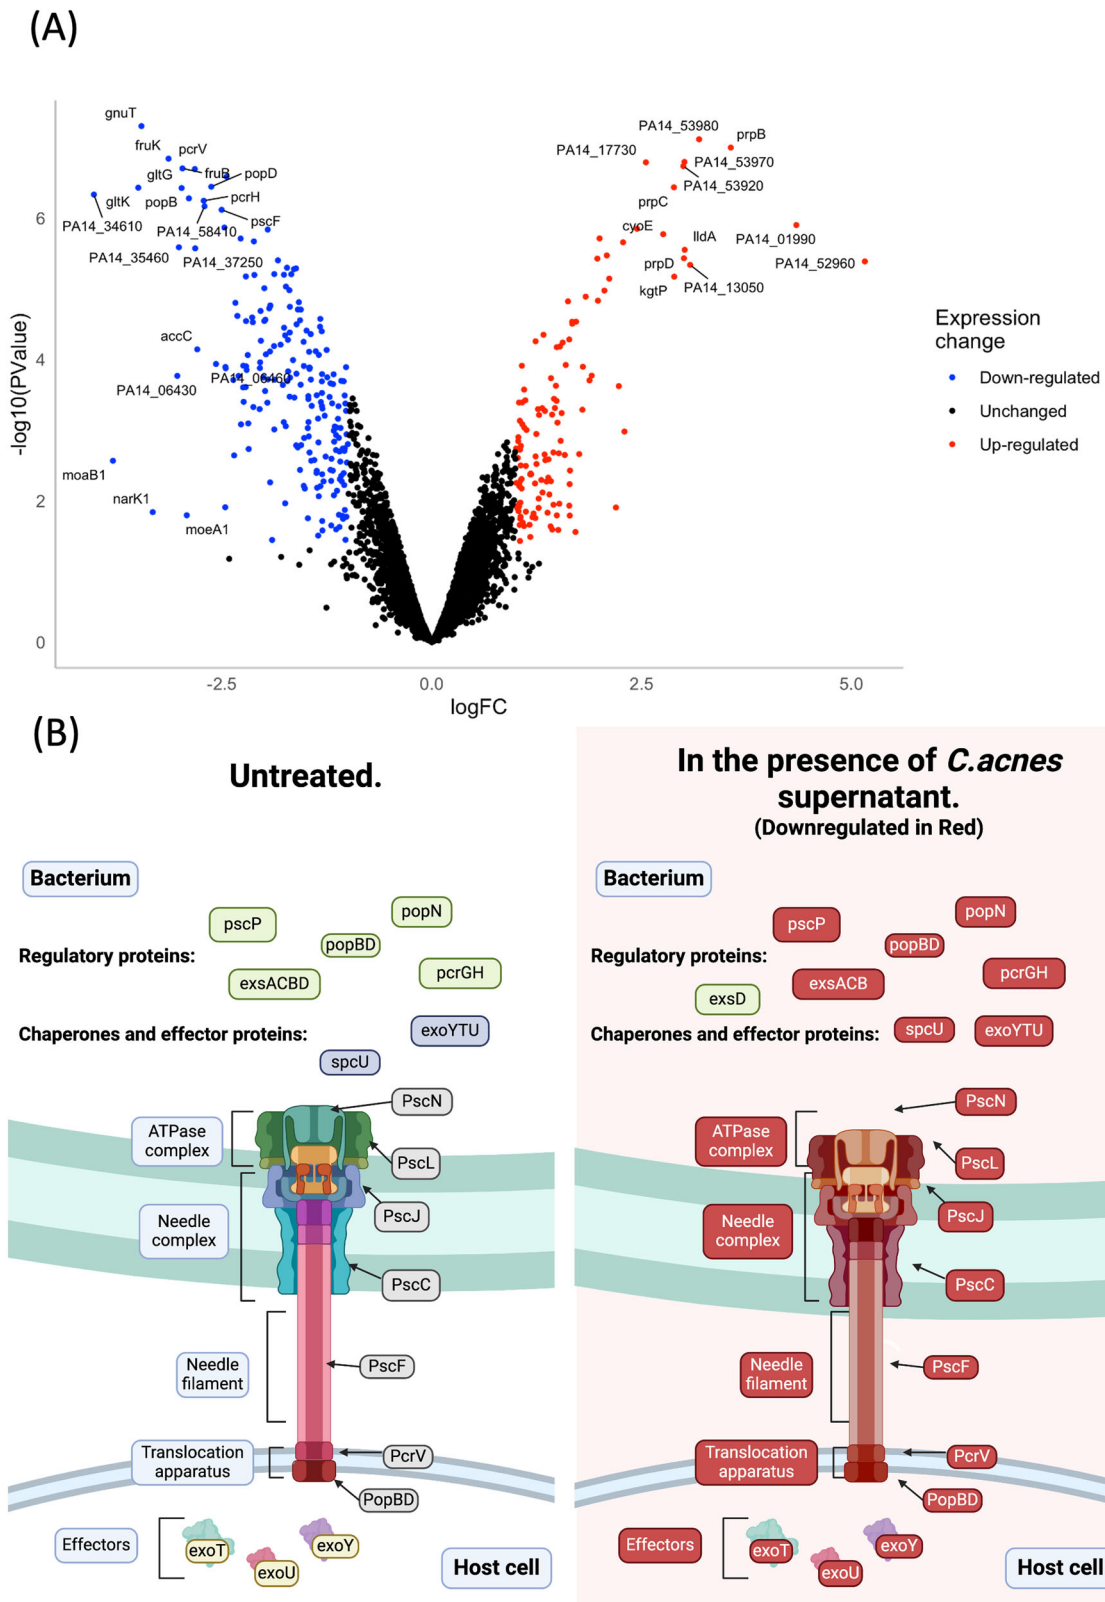 (A)
gnuT
fruK
pcrV
gltG
fruB
popD
gltK
popB
pcrH
PA14_34610
PA14_58410
pscF
PA14_35460
PA14_37250
accC
PA14_06460
PA14_06430
moaB1
narK1
moeA1
PA14_53980
prpB
PA14_17730
PA14_53970
PA14_53920
prpC
cyoE
lldA
PA14_01990
prpD
PA14_52960
kgtP
PA14_13050
6
4
2
0
-log10(PValue)
-2.5
0.0
2.5
5.0
logFC
Expression
change
Down-regulated
Unchanged
Up-regulated
(B)
Untreated.
Bacterium
pscP
popN
popBD
Regulatory proteins:
exsACBD
pcrGH
Chaperones and effector proteins:
exoYTU
spcU
PscN
ATPase
complex
PscL
PscJ
Needle
complex
PscC
PscF
Needle
filament
Translocation
apparatus
PcrV
PopBD
Effectors
exoT
exoY
exoU
Host cell
In the presence of C.acnes
supernatant.
(Downregulated in Red)
Bacterium
pscP
popN
popBD
Regulatory proteins:
exsACB
pcrGH
exsD
Chaperones and effector proteins:
spcU
exoYTU
PscN
ATPase
complex
PscL
PscJ
Needle
complex
PscC
PscF
Needle
filament
Translocation
apparatus
PcrV
PopBD
Effectors
exoT
exoY
exoU
Host cell